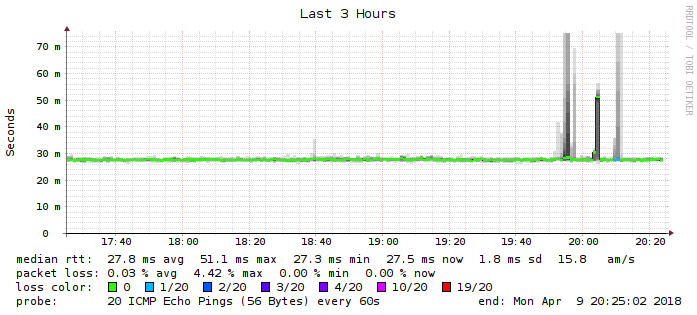 Last 3 Hours
RRDTOOL / TOBI OETIKER
Seconds
70 m
60 m
50 m
40 m
30 m
20 m
10 m
0
17:40 18:00 18:20 18:40 19:00 19:20 19:40 20:00 20:20
median rtt: 27.8 ms avg 51.1 ms max 27.3 ms min 27.5 ms now 1.8 ms sd 15.8 am/s
packet loss: 0.03 % avg 4.42 % max 0.00 % min 0.00 % now
loss color: 0 1/20 2/20 3/20 4/20 10/20 19/20
probe: 20 ICMP Echo Pings (56 Bytes) every 60s end: Mon Apr 9 20:25:02 2018